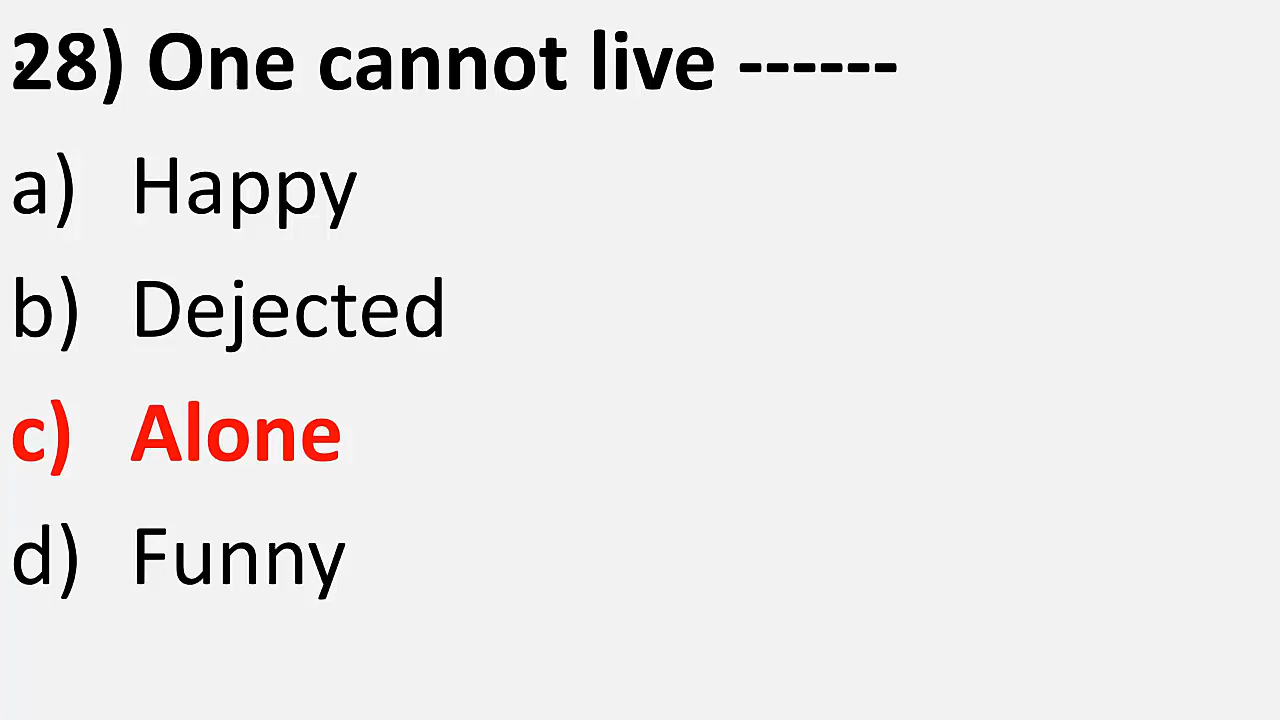 28) One cannot live ------
a) Happy
b) Dejected
c) Alone
d) Funny